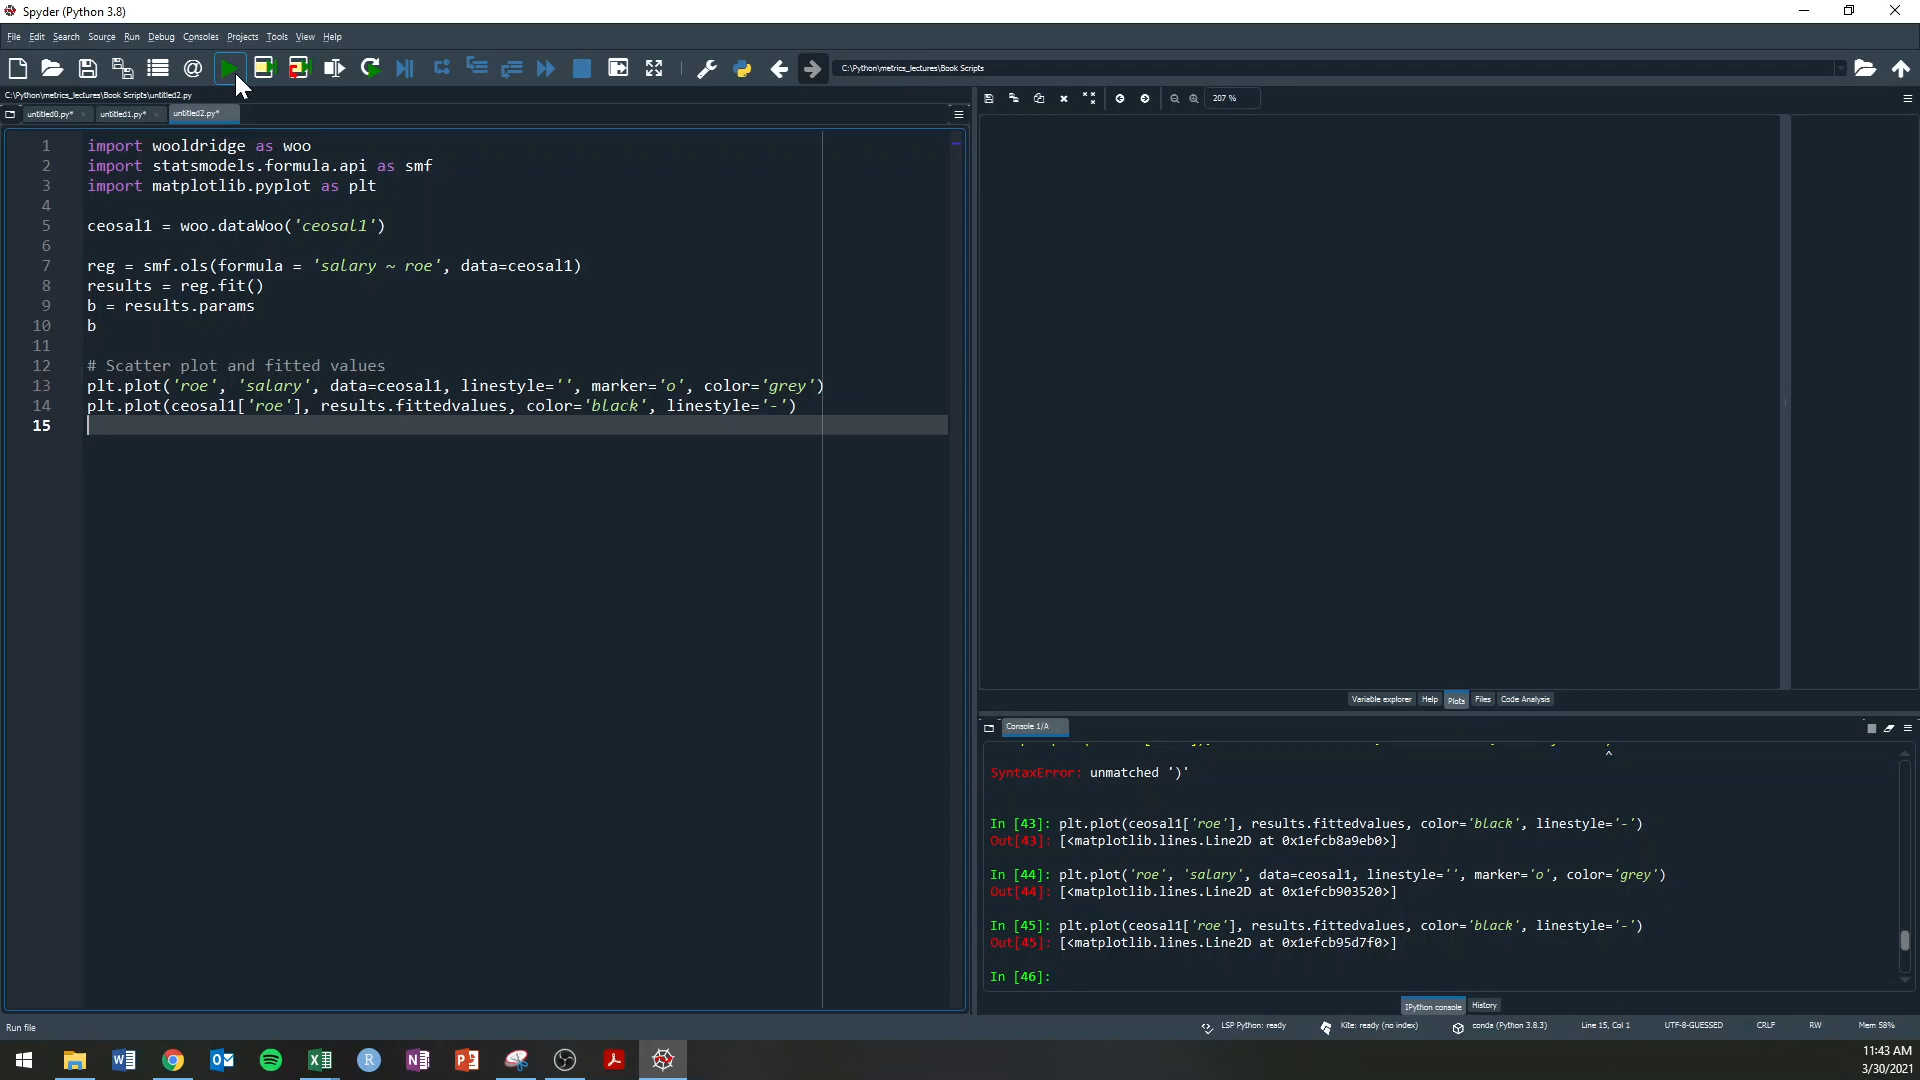 Spyder (Python 3.8)
File Edit Search Source Run Debug Consoles Projects Tools View Help
C:\Python\metrics_lectures\Book Scripts
C:\Python\metrics_lectures\Book Scripts\untitled2.py
untitled0.py* untitled1.py* untitled2.py*
207 %
1 import wooldridge as woo
2 import statsmodels.formula.api as smf
3 import matplotlib.pyplot as plt
4
5 ceosal1 = woo.dataWoo('ceosal1')
6
7 reg = smf.ols(formula = 'salary ~ roe', data=ceosal1)
8 results = reg.fit()
9 b = results.params
10 b
11
12 # Scatter plot and fitted values
13 plt.plot('roe', 'salary', data=ceosal1, linestyle='', marker='o', color='grey')
14 plt.plot(ceosal1['roe'], results.fittedvalues, color='black', linestyle='-')
15
Variable explorer Help Plots Files Code Analysis
Console 1/A
^
SyntaxError: unmatched ')'
In [43]: plt.plot(ceosal1['roe'], results.fittedvalues, color='black', linestyle='-')
Out[43]: [<matplotlib.lines.Line2D at 0x1efcb8a9eb0>]
In [44]: plt.plot('roe', 'salary', data=ceosal1, linestyle='', marker='o', color='grey')
Out[44]: [<matplotlib.lines.Line2D at 0x1efcb903520>]
In [45]: plt.plot(ceosal1['roe'], results.fittedvalues, color='black', linestyle='-')
Out[45]: [<matplotlib.lines.Line2D at 0x1efcb95d7f0>]
In [46]:
IPython console History
Run file LSP Python: ready Kite: ready (no index) conda (Python 3.8.3) Line 15, Col 1 UTF-8-GUESSED CRLF RW Mem 58%
11:43 AM
3/30/2021